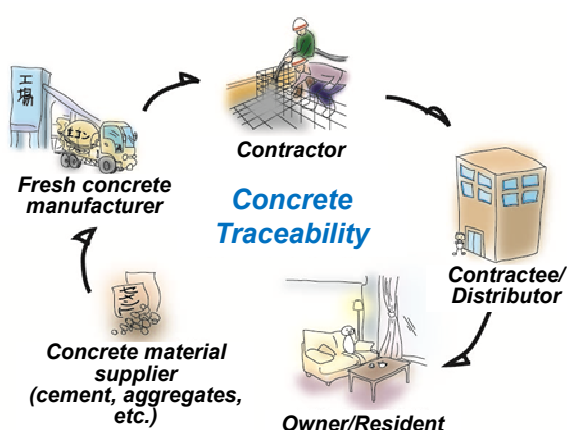 Concrete
Traceability
Contractor
Contractee/
Distributor
Owner/Resident
Concrete material
supplier
(cement, aggregates,
etc.)
Fresh concrete
manufacturer
工場